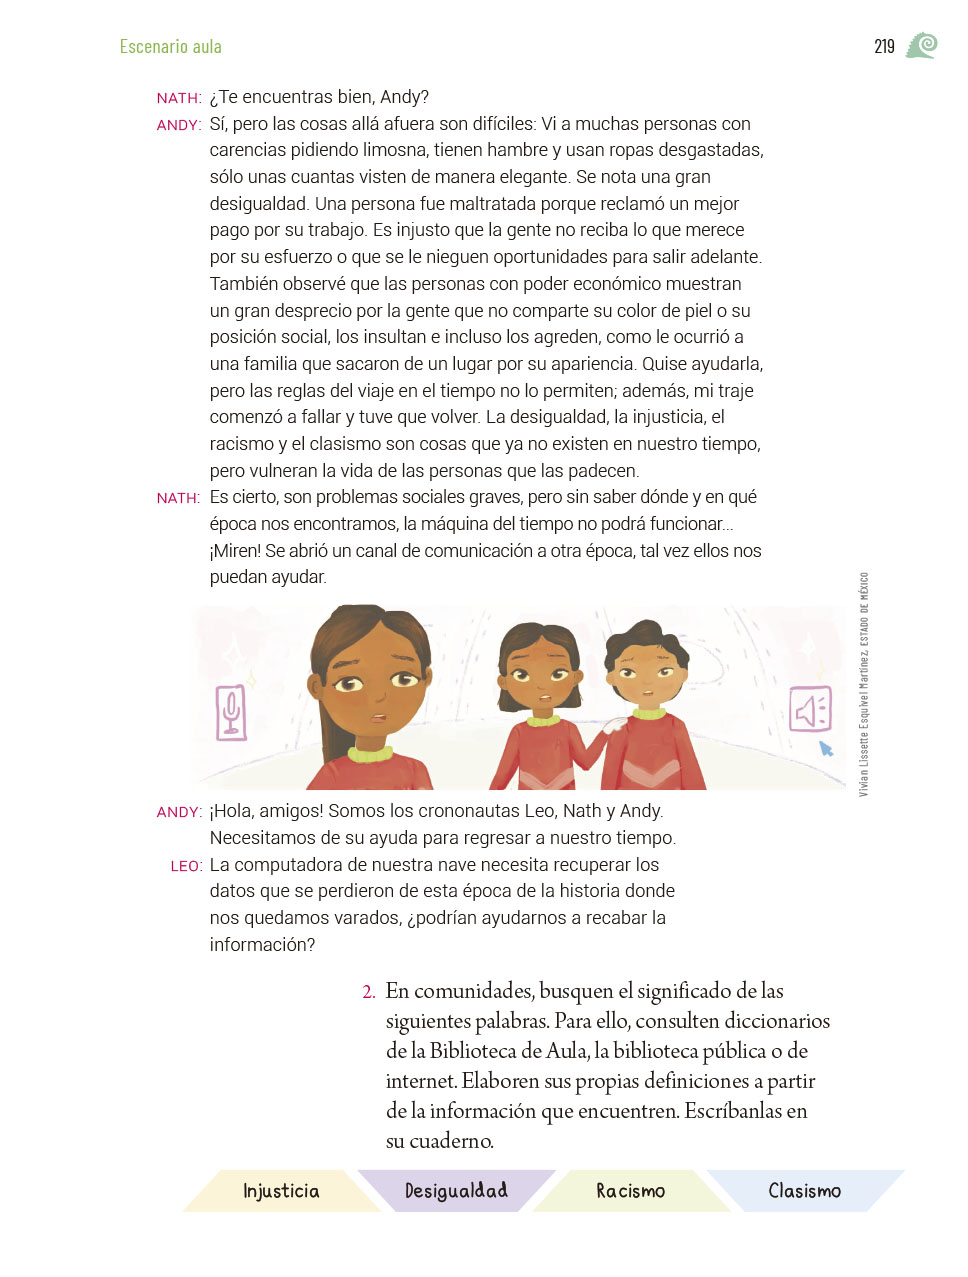 Escenario aula
219
NATH: ¿Te encuentras bien, Andy?
ANDY: Sí, pero las cosas allá afuera son difíciles: Vi a muchas personas con
carencias pidiendo limosna, tienen hambre y usan ropas desgastadas,
sólo unas cuantas visten de manera elegante. Se nota una gran
desigualdad. Una persona fue maltratada porque reclamó un mejor
pago por su trabajo. Es injusto que la gente no reciba lo que merece
por su esfuerzo o que se le nieguen oportunidades para salir adelante.
También observé que las personas con poder económico muestran
un gran desprecio por la gente que no comparte su color de piel o su
posición social, los insultan e incluso los agreden, como le ocurrió a
una familia que sacaron de un lugar por su apariencia. Quise ayudarla,
pero las reglas del viaje en el tiempo no lo permiten; además, mi traje
comenzó a fallar y tuve que volver. La desigualdad, la injusticia, el
racismo y el clasismo son cosas que ya no existen en nuestro tiempo,
pero vulneran la vida de las personas que las padecen.
NATH: Es cierto, son problemas sociales graves, pero sin saber dónde y en qué
época nos encontramos, la máquina del tiempo no podrá funcionar...
¡Miren! Se abrió un canal de comunicación a otra época, tal vez ellos nos
puedan ayudar.
Vivian Lissette Esquivel Martínez, ESTADO DE MÉXICO
ANDY: ¡Hola, amigos! Somos los crononautas Leo, Nath y Andy.
Necesitamos de su ayuda para regresar a nuestro tiempo.
LEO: La computadora de nuestra nave necesita recuperar los
datos que se perdieron de esta época de la historia donde
nos quedamos varados, ¿podrían ayudarnos a recabar la
información?
2. En comunidades, busquen el significado de las
siguientes palabras. Para ello, consulten diccionarios
de la Biblioteca de Aula, la biblioteca pública o de
internet. Elaboren sus propias definiciones a partir
de la información que encuentren. Escríbanlas en
su cuaderno.
Injusticia
Desigualdad
Racismo
Clasismo